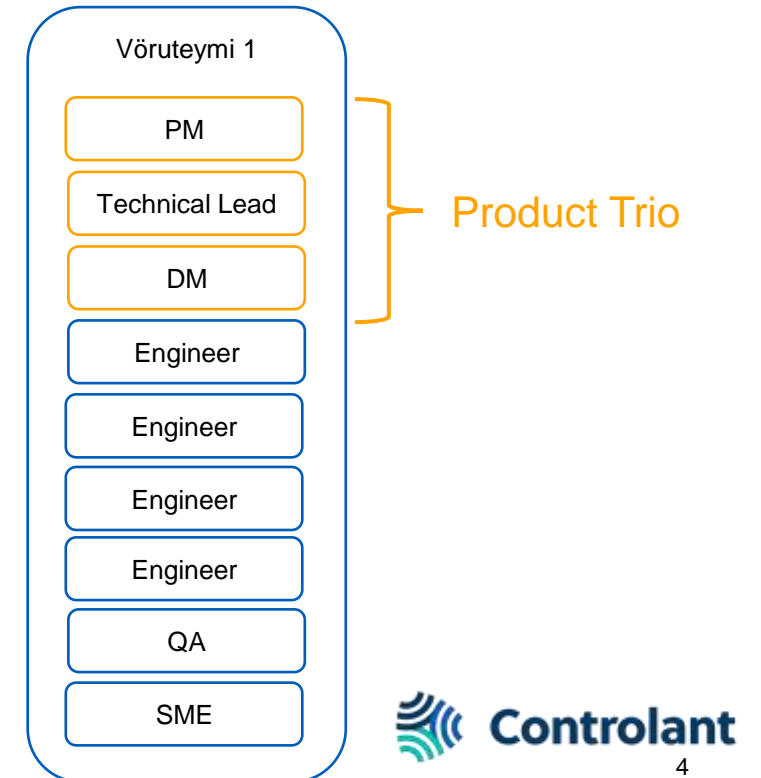 Vöruteymi 1
PM
Technical Lead
Product Trio
DM
Engineer
Engineer
Engineer
Engineer
QA
SME
Controlant
4